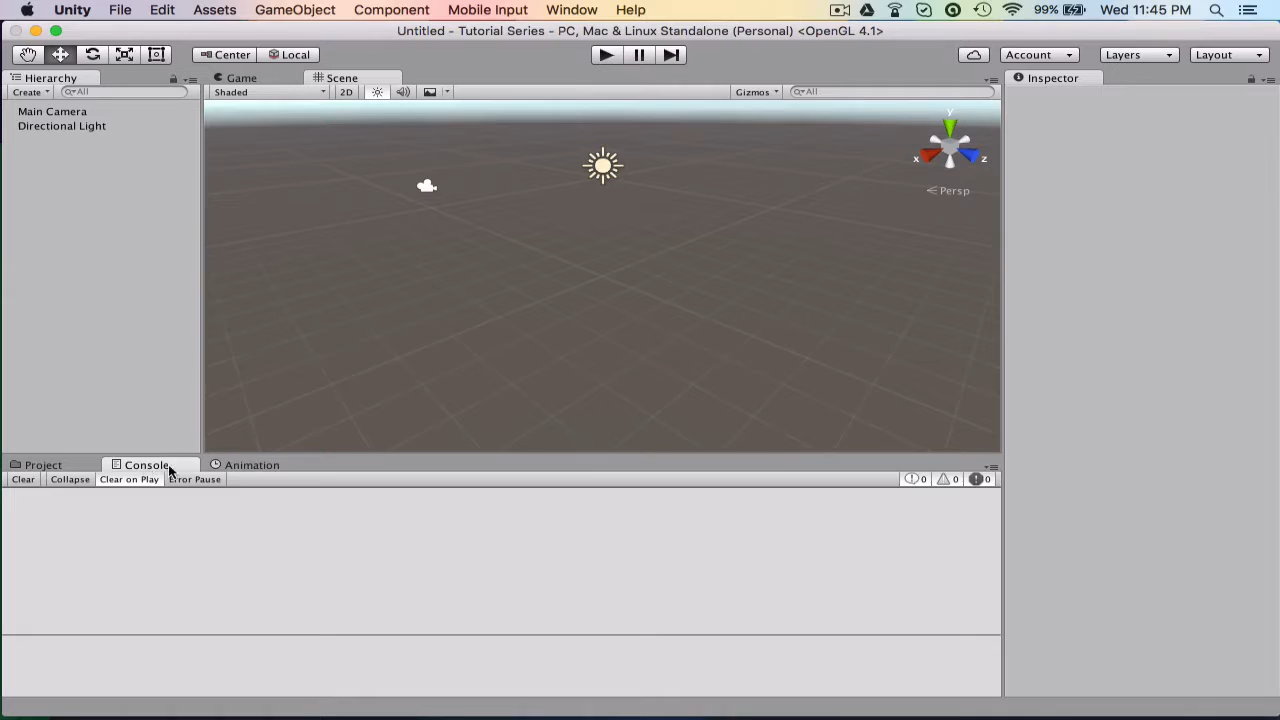 Unity File Edit Assets GameObject Component Mobile Input Window Help 99% Wed 11:45 PM
Untitled - Tutorial Series - PC, Mac & Linux Standalone (Personal) <OpenGL 4.1>
Center Local Account Layers Layout
Hierarchy Game Scene Inspector
Create All Shaded 2D Gizmos All
Main Camera
Directional Light
y
x z
Persp
Project Console Animation
Clear Collapse Clear on Play Error Pause 0 0 0